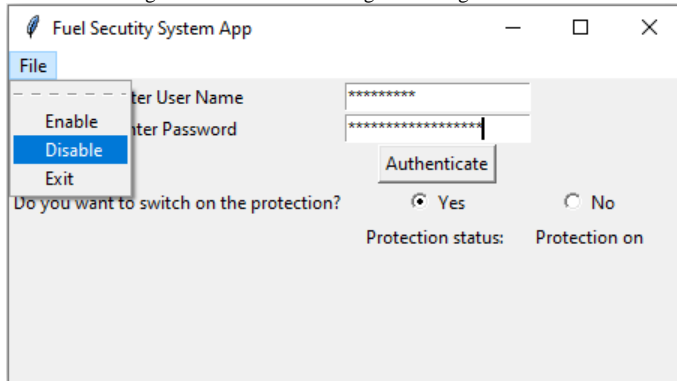 Fuel Secutity System App
File
ter User Name
*********
Enable
nter Password
******************
Disable
Authenticate
Exit
Do you want to switch on the protection?
Yes
No
Protection status:
Protection on